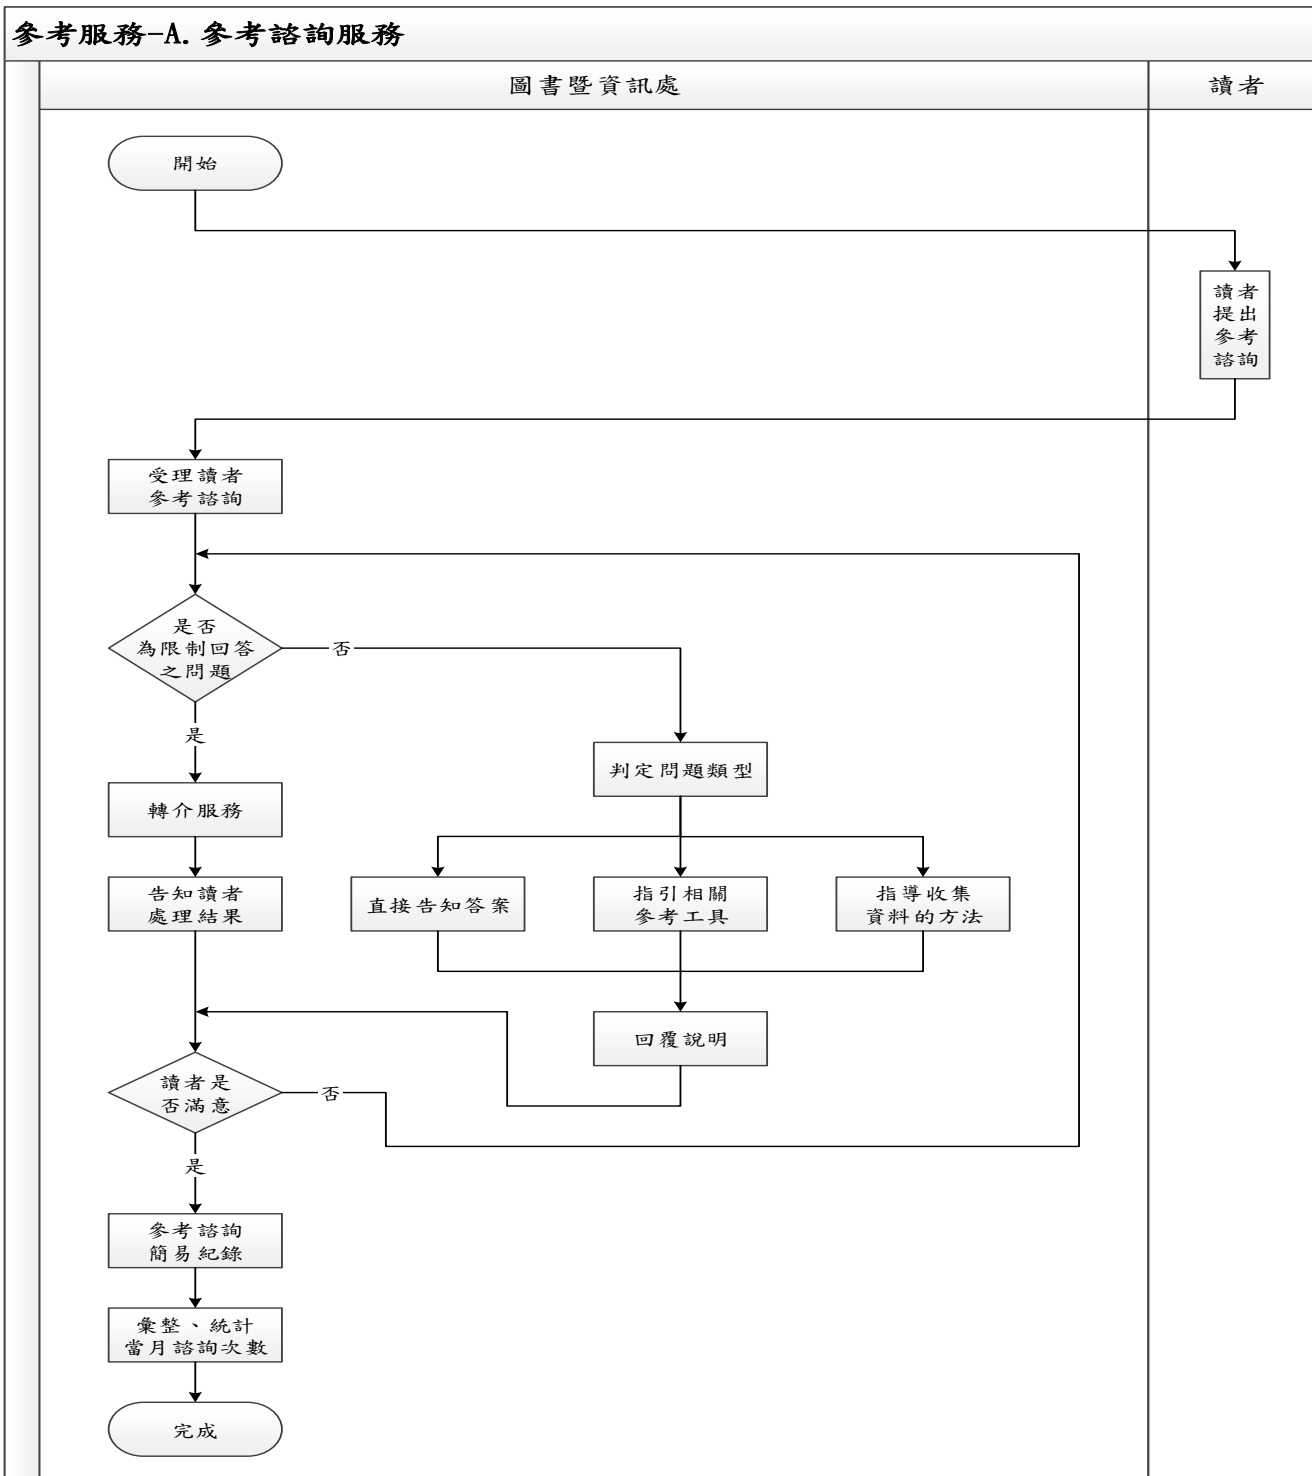 參考服務-A.參考諮詢服務
圖書暨資訊處
讀者
開始
讀者
提出
參考
諮詢
受理讀者
參考諮詢
是否
為限制回答
之問題
否
是
判定問題類型
轉介服務
告知讀者
處理結果
直接告知答案
指引相關
參考工具
指導收集
資料的方法
回覆說明
讀者是
否滿意
否
是
參考諮詢
簡易紀錄
彙整、統計
當月諮詢次數
完成